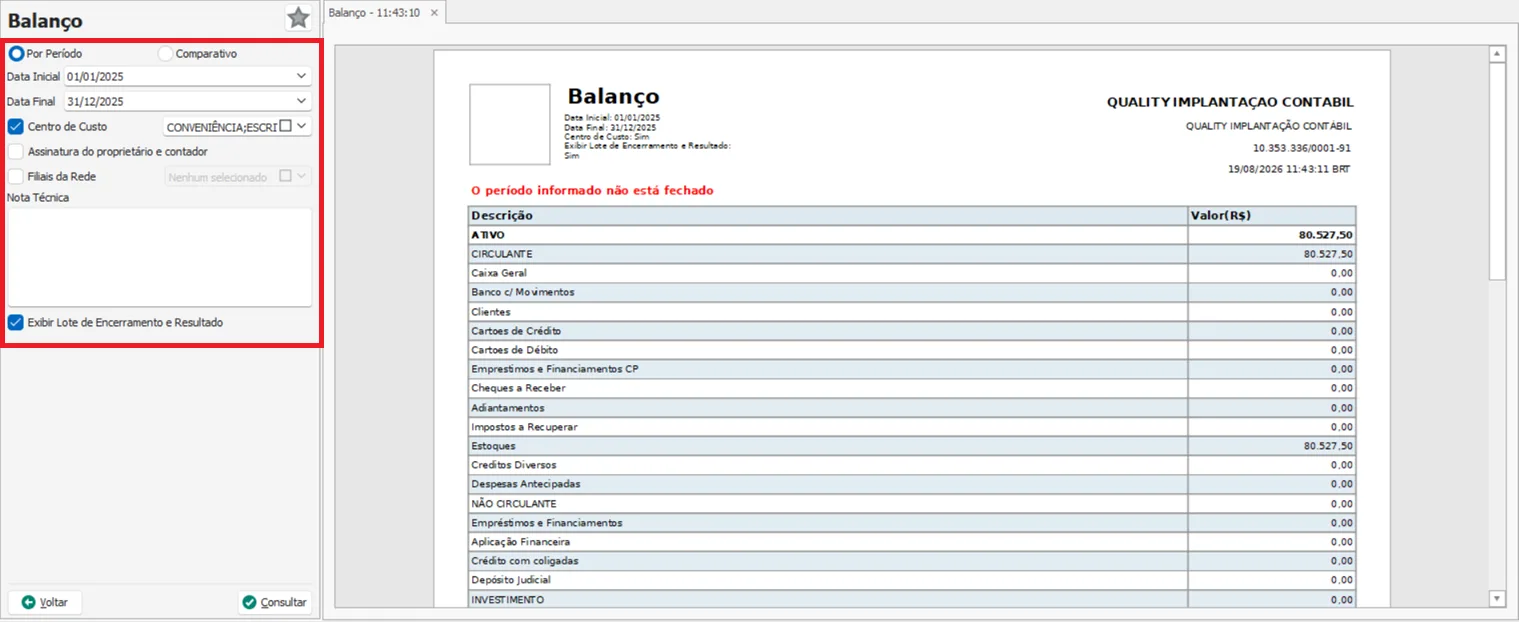 Balanço
Por Período Comparativo
Data Inicial 01/01/2025
Data Final 31/12/2025
Centro de Custo CONVENIÊNCIA;ESCRI
Assinatura do proprietário e contador
Filiais da Rede Nenhum selecionado
Nota Técnica
Exibir Lote de Encerramento e Resultado
Voltar Consultar
Balanço - 11:43:10
Balanço
Data Inicial: 01/01/2025
Data Final: 31/12/2025
Centro de Custo: Sim
Exibir Lote de Encerramento e Resultado:
Sim
QUALITY IMPLANTAÇAO CONTABIL
QUALITY IMPLANTAÇÃO CONTÁBIL
10.353.336/0001-91
19/08/2026 11:43:11 BRT
O período informado não está fechado
Descrição Valor(R$)
ATIVO 80.527,50
CIRCULANTE 80.527,50
Caixa Geral 0,00
Banco c/ Movimentos 0,00
Clientes 0,00
Cartoes de Crédito 0,00
Cartoes de Débito 0,00
Emprestimos e Financiamentos CP 0,00
Cheques a Receber 0,00
Adiantamentos 0,00
Impostos a Recuperar 0,00
Estoques 80.527,50
Creditos Diversos 0,00
Despesas Antecipadas 0,00
NÃO CIRCULANTE 0,00
Empréstimos e Financiamentos 0,00
Aplicação Financeira 0,00
Crédito com coligadas 0,00
Depósito Judicial 0,00
INVESTIMENTO 0,00